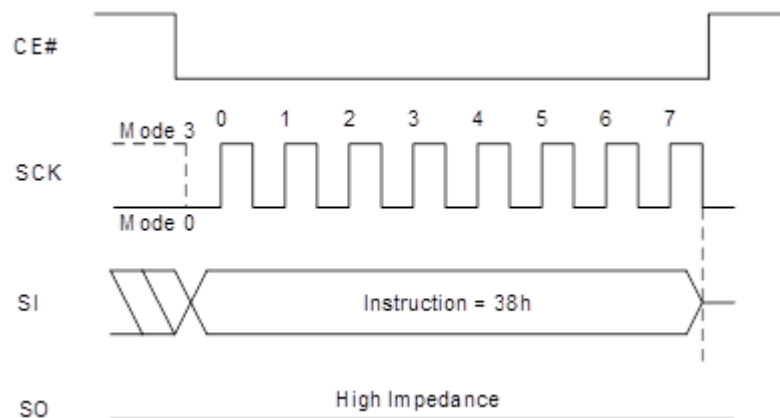 CE#
Mode 3
0 1 2 3 4 5 6 7
SCK
Mode 0
SI
Instruction = 38h
SO
High Impedance